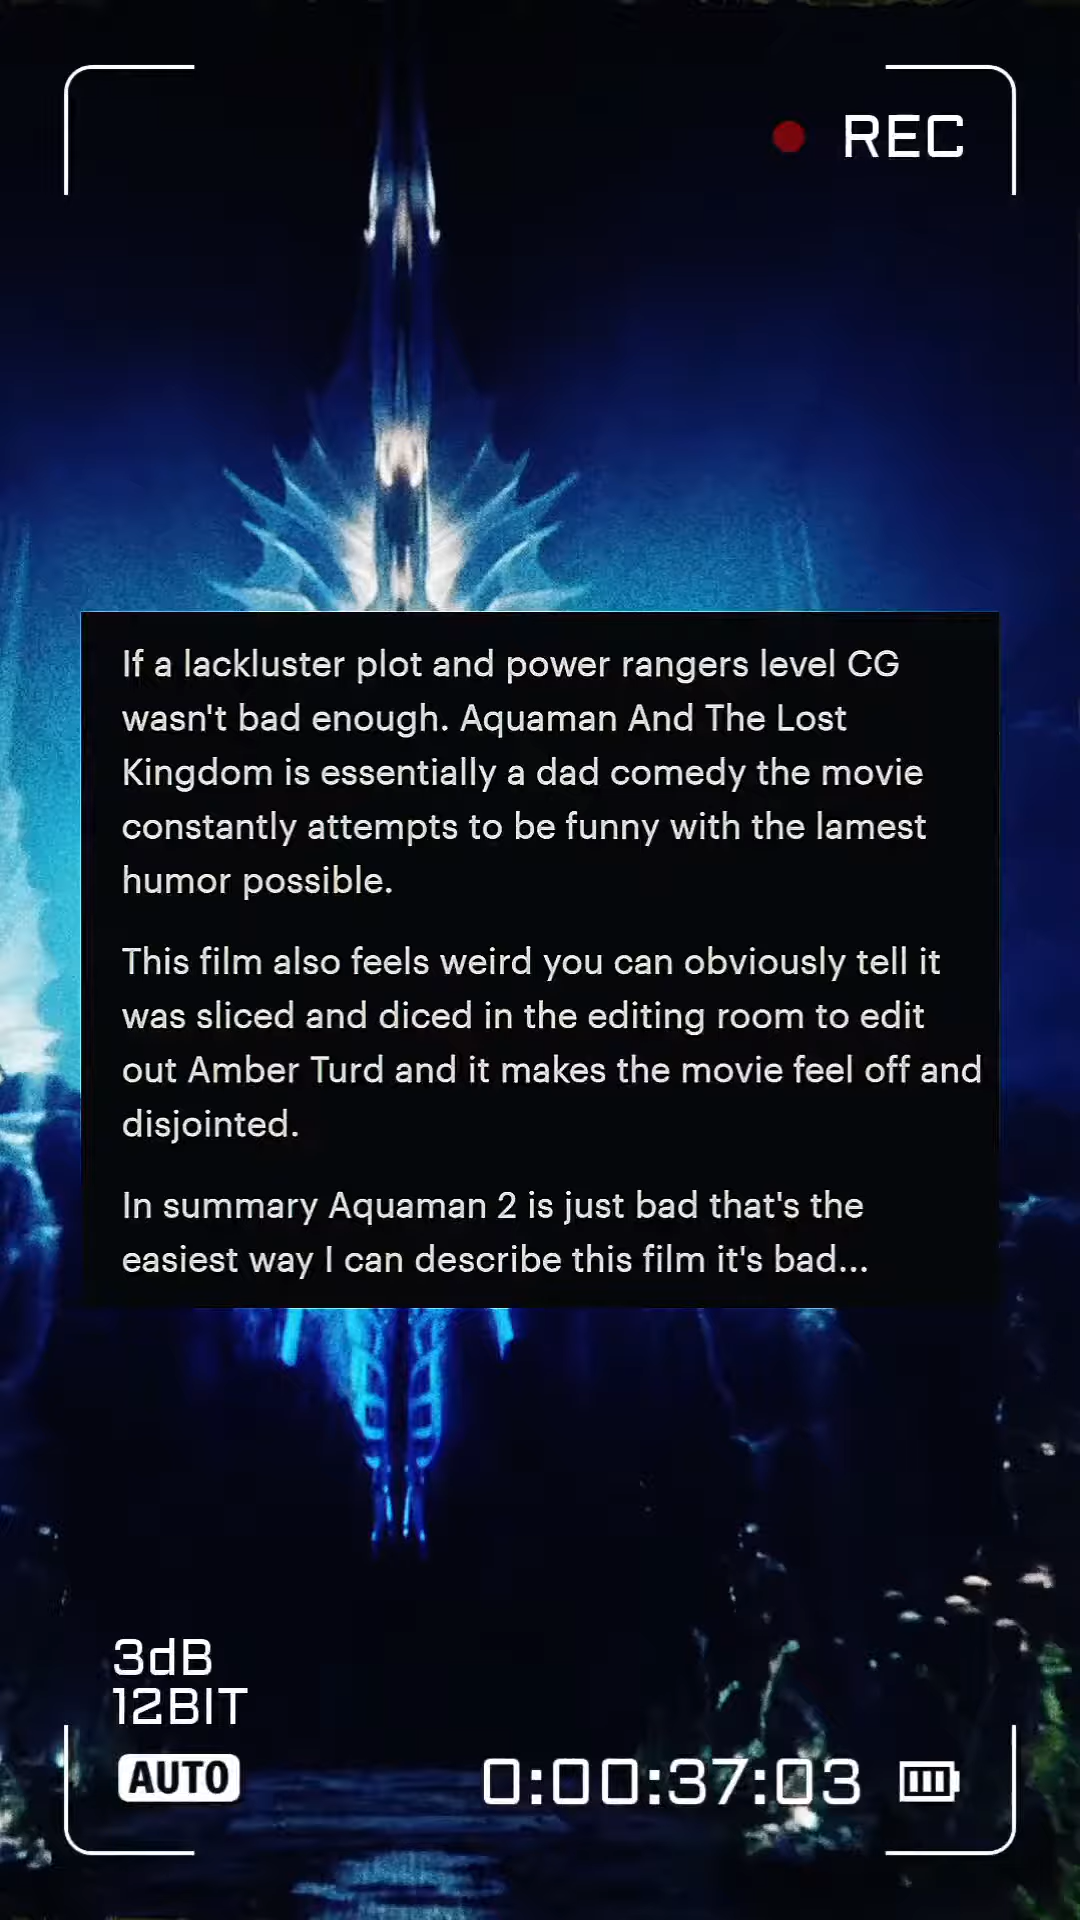 REC
If a lackluster plot and power rangers level CG
wasn't bad enough. Aquaman And The Lost
Kingdom is essentially a dad comedy the movie
constantly attempts to be funny with the lamest
humor possible.
This film also feels weird you can obviously tell it
was sliced and diced in the editing room to edit
out Amber Turd and it makes the movie feel off and
disjointed.
In summary Aquaman 2 is just bad that's the
easiest way I can describe this film it's bad...
3dB
12BIT
AUTO
0:00:37:03